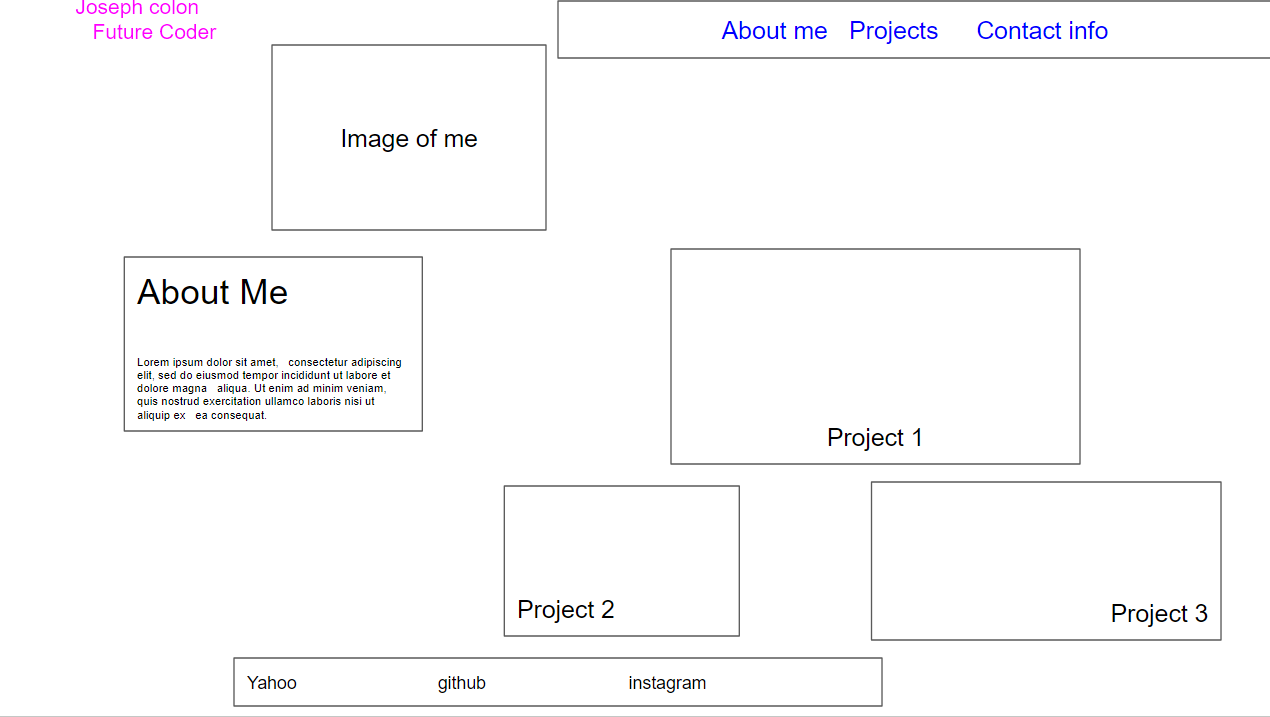 Joseph colon
Future Coder
About me Projects Contact info
Image of me
About Me
Lorem ipsum dolor sit amet, consectetur adipiscing
elit, sed do eiusmod tempor incididunt ut labore et
dolore magna aliqua. Ut enim ad minim veniam,
quis nostrud exercitation ullamco laboris nisi ut
aliquip ex ea consequat.
Project 1
Project 2
Project 3
Yahoo github instagram